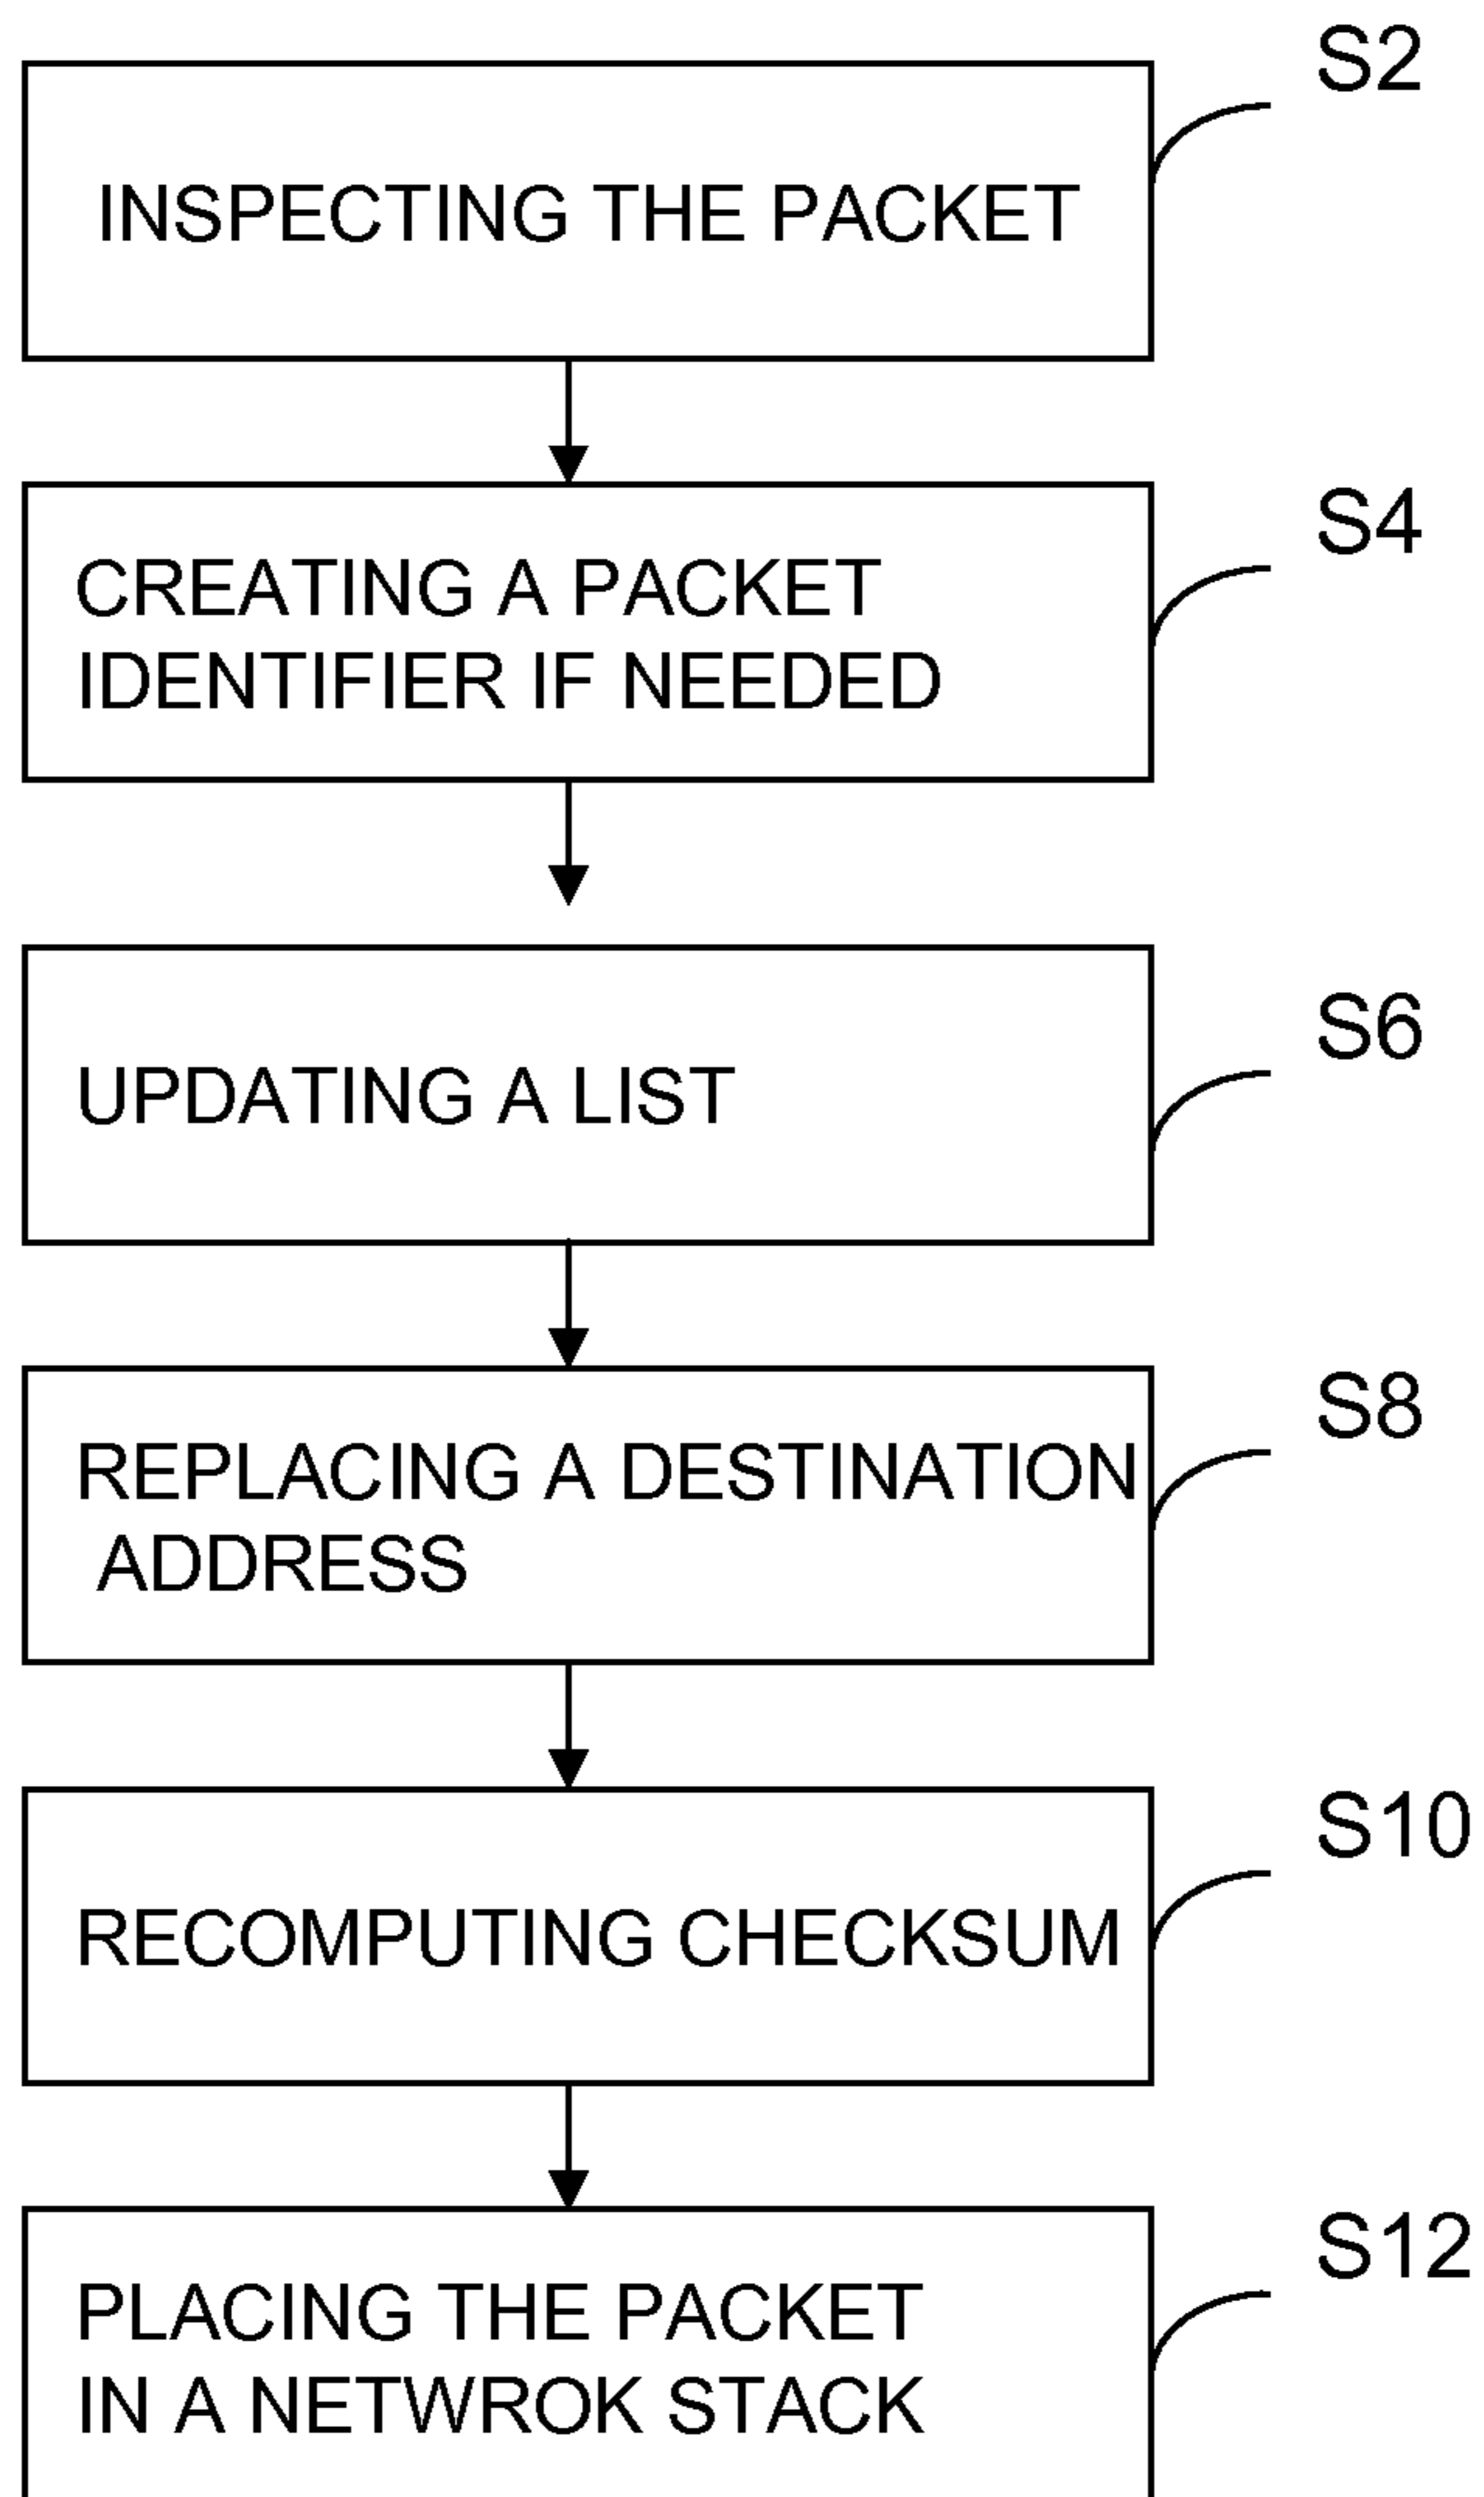 S2
INSPECTING THE PACKET
S4
CREATING A PACKET
IDENTIFIER IF NEEDED
S6
UPDATING A LIST
S8
REPLACING A DESTINATION
ADDRESS
S10
RECOMPUTING CHECKSUM
S12
PLACING THE PACKET
IN A NETWROK STACK